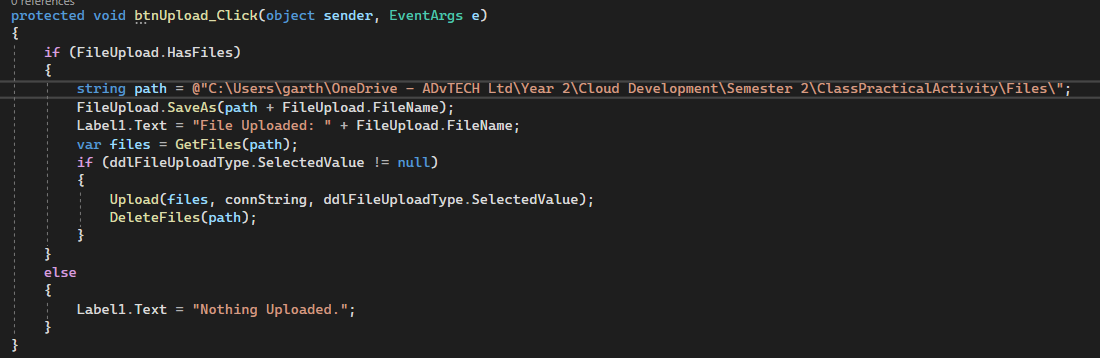 0 references
protected void btnUpload_Click(object sender, EventArgs e)
{
if (FileUpload.HasFiles)
{
string path = @"C:\Users\garth\OneDrive - ADvTECH Ltd\Year 2\Cloud Development\Semester 2\ClassPracticalActivity\Files\";
FileUpload.SaveAs(path + FileUpload.FileName);
Label1.Text = "File Uploaded: " + FileUpload.FileName;
var files = GetFiles(path);
if (ddlFileUploadType.SelectedValue != null)
{
Upload(files, connString, ddlFileUploadType.SelectedValue);
DeleteFiles(path);
}
}
else
{
Label1.Text = "Nothing Uploaded.";
}
}